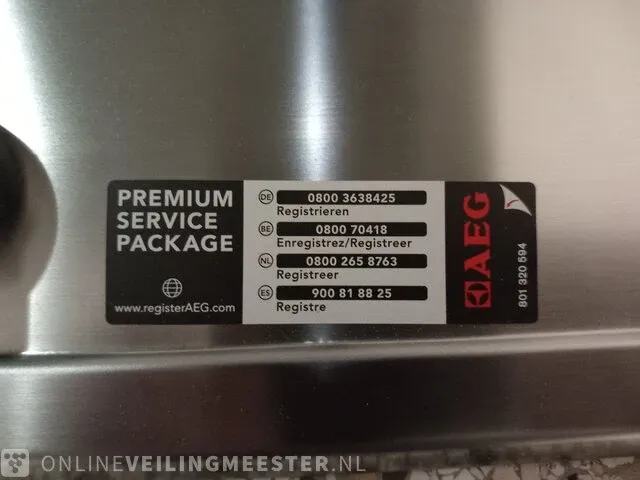 PREMIUM
SERVICE
PACKAGE
www.registerAEG.com
DE 0800 3638425
Registrieren
BE 0800 70418
Enregistrez/Registreer
NL 0800 265 8763
Registreer
ES 900 81 88 25
Registre
AEG
801 320 594
ONLINEVEILINGMEESTER.NL